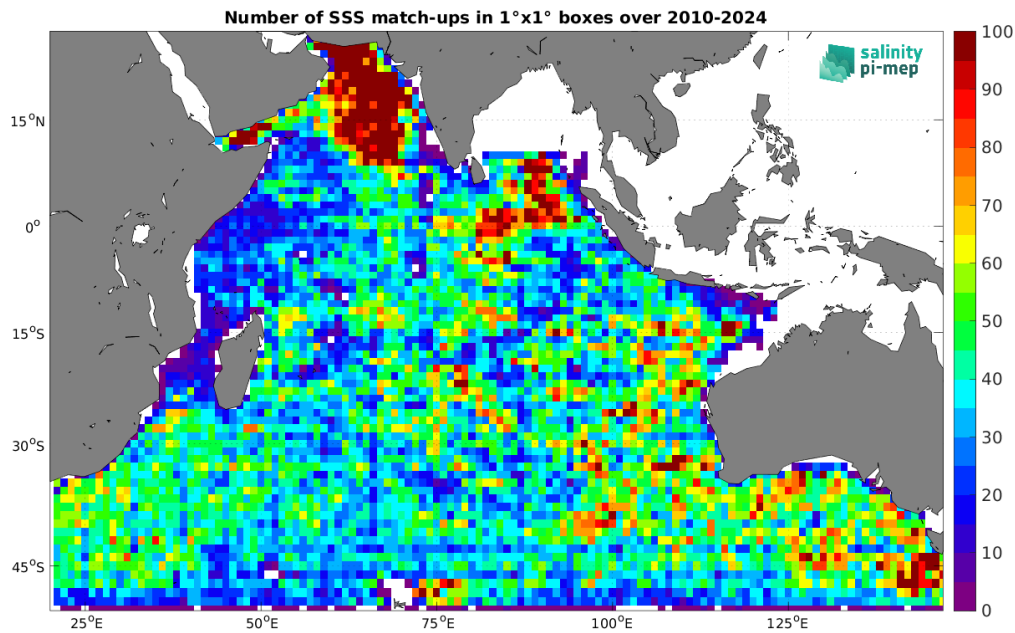 Number of SSS match-ups in 1°x1° boxes over 2010-2024
salinity
pi-mep
100
90
80
70
60
50
40
30
20
10
0
15°N
0°
15°S
30°S
45°S
25°E
50°E
75°E
100°E
125°E